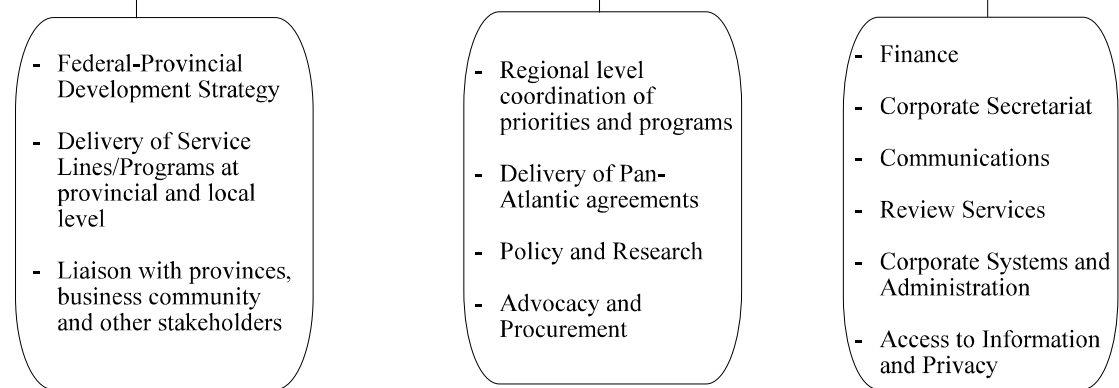 - Federal-Provincial
Development Strategy
- Delivery of Service
Lines/Programs at
provincial and local
level
- Liaison with provinces,
business community
and other stakeholders
- Regional level
coordination of
priorities and programs
- Delivery of Pan-
Atlantic agreements
- Policy and Research
- Advocacy and
Procurement
- Finance
- Corporate Secretariat
- Communications
- Review Services
- Corporate Systems and
Administration
- Access to Information
and Privacy